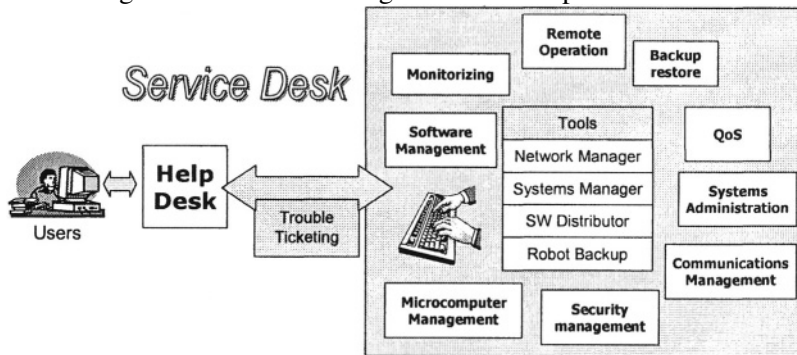 Remote
Operation
Backup
restore
Monitorizing
Service Desk
Software
Management
Tools
QoS
Network Manager
Help
Desk
Systems Manager
Systems
Administration
Users
Trouble
Ticketing
SW Distributor
Robot Backup
Communications
Management
Microcomputer
Management
Security
management